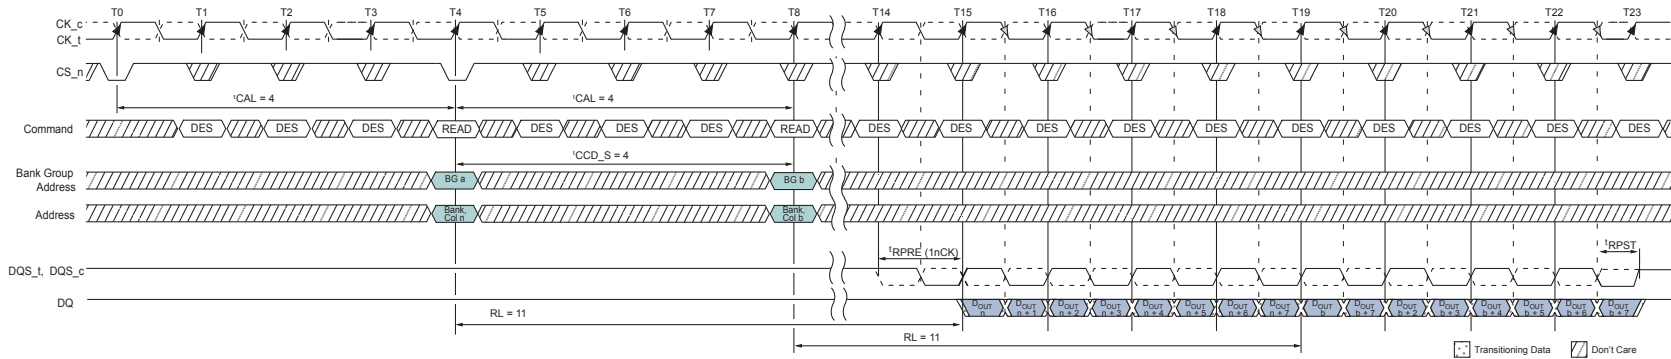 T0 T1 T2 T3 T4 T5 T6 T7 T8 T14 T15 T16 T17 T18 T19 T20 T21 T22 T23
CK_c
CK_t
CS_n
tCAL = 4 tCAL = 4
Command DES DES DES READ DES DES DES READ DES DES DES DES DES DES DES DES DES DES
tCCD_S = 4
Bank Group
Address
BG a BG b
Address
Bank, Bank,
Col n Col b
tRPRE (1nCK) tRPST
DQS_t, DQS_c
DQ
DOUT DOUT DOUT DOUT DOUT DOUT DOUT DOUT DOUT DOUT DOUT DOUT DOUT DOUT DOUT DOUT
n n + 1 n + 2 n + 3 n + 4 n + 5 n + 6 n + 7 b b + 7 b + 2 b + 3 b + 4 b + 5 b + 6 b + 7
RL = 11
RL = 11
Transitioning Data Don't Care